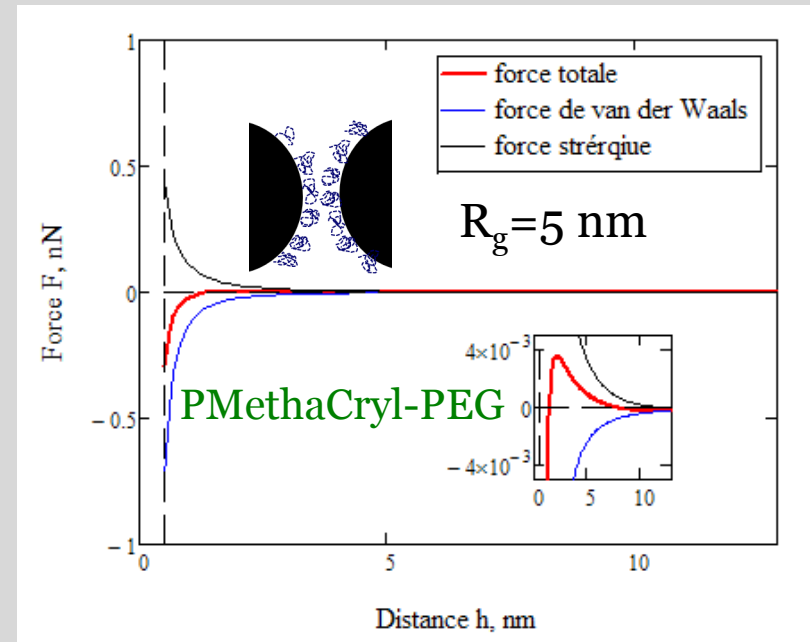 1
force totale
force de van der Waals
force strérqiue
0.5
R_g=5 nm
Force F, nN
0
4×10⁻³
0
−4×10⁻³
0 5 10
PMethaCryl-PEG
−0.5
−1
0 5 10
Distance h, nm